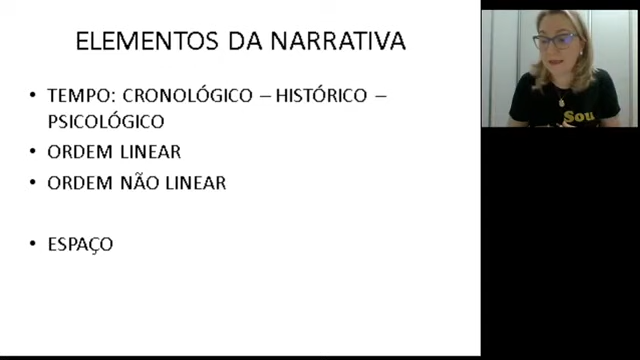 ELEMENTOS DA NARRATIVA
• TEMPO: CRONOLÓGICO – HISTÓRICO –
PSICOLÓGICO
• ORDEM LINEAR
• ORDEM NÃO LINEAR
• ESPAÇO
Sou